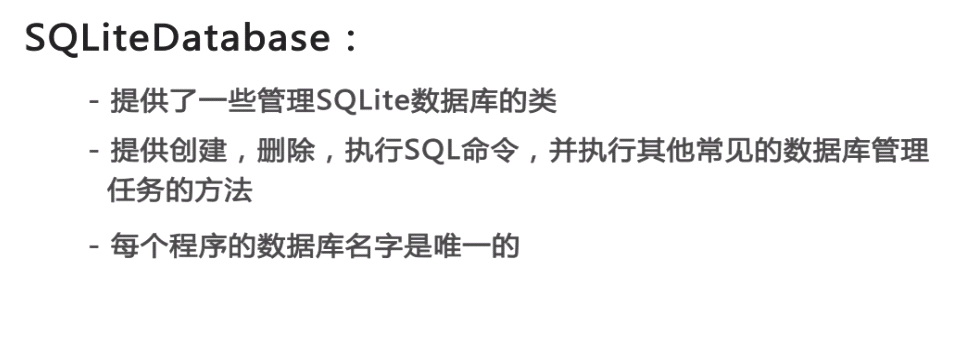 SQLiteDatabase：
- 提供了一些管理SQLite数据库的类
- 提供创建，删除，执行SQL命令，并执行其他常见的数据库管理
任务的方法
- 每个程序的数据库名字是唯一的